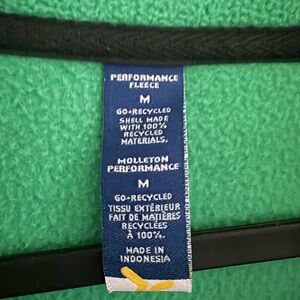 PERFORMANCE
FLEECE
M
GO-RECYCLED
SHELL MADE
WITH 100%
RECYCLED
MATERIALS.
MOLLETON
PERFORMANCE
M
GO-RECYCLED
TISSU EXTÉRIEUR
FAIT DE MATIÈRES
RECYCLÉES
À 100%.
MADE IN
INDONESIA